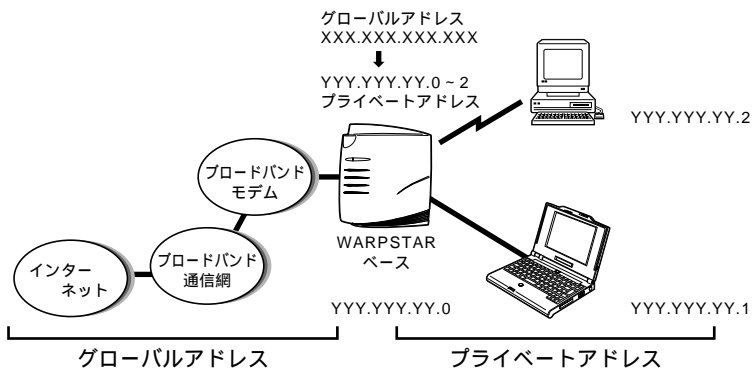 グローバルアドレス
XXX.XXX.XXX.XXX
YYY.YYY.YY.0~2
プライベートアドレス
YYY.YYY.YY.2
ブロードバンド
モデム
WARPSTAR
ベース
ブロードバンド
通信網
インター
ネット
YYY.YYY.YY.0
YYY.YYY.YY.1
グローバルアドレス
プライベートアドレス